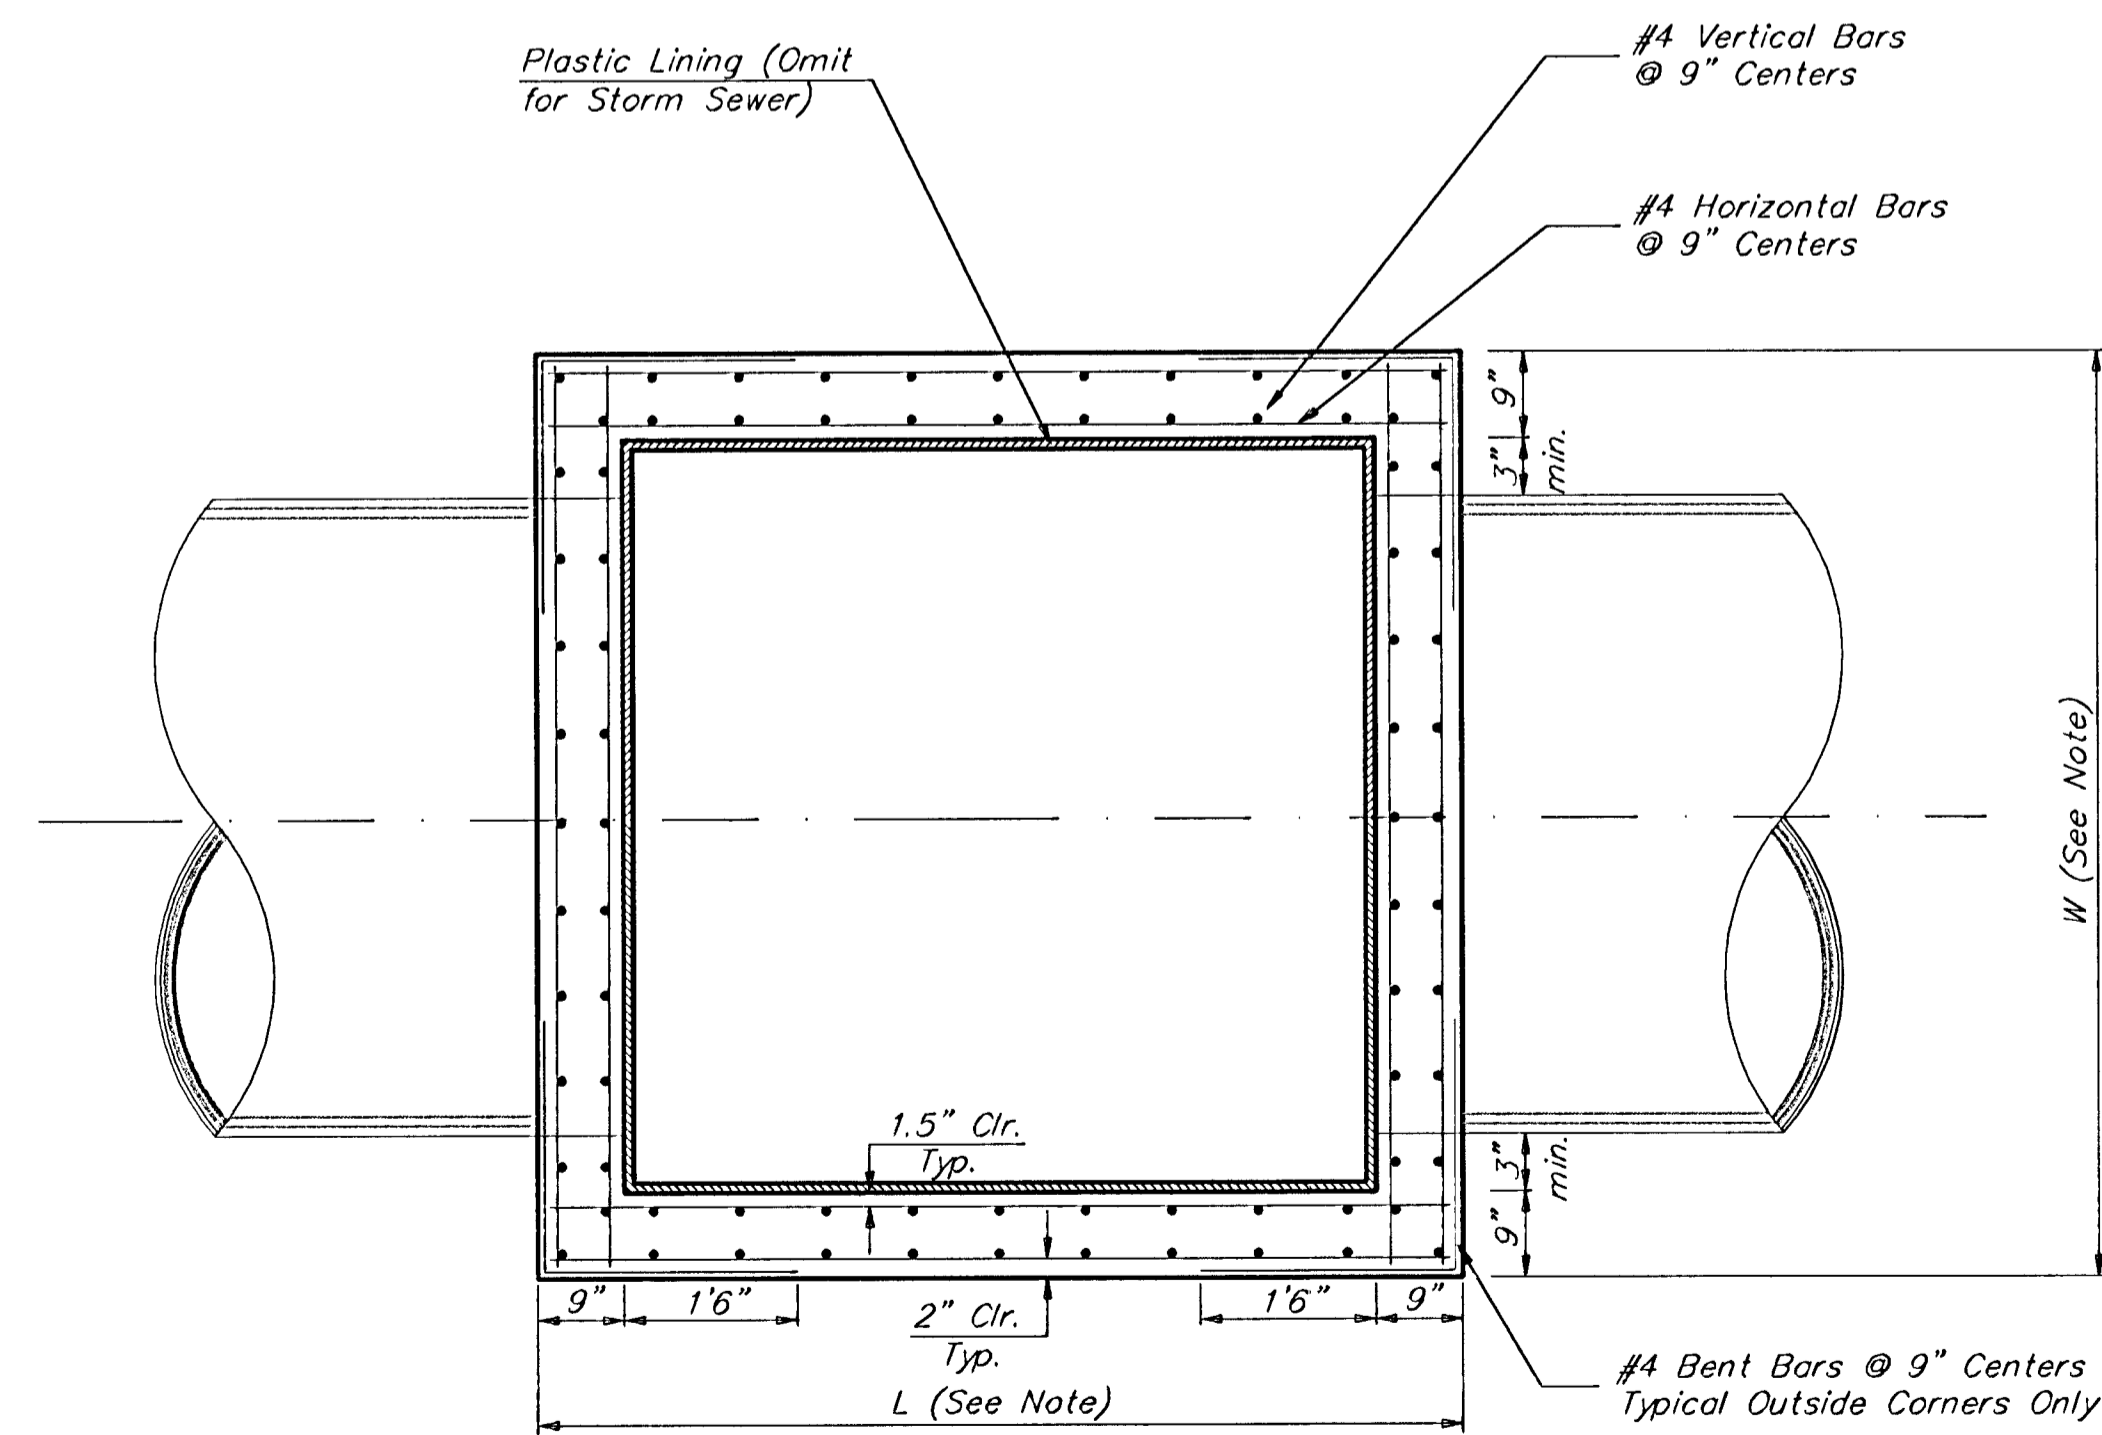 Plastic Lining (Omit
for Storm Sewer)
#4 Vertical Bars
@ 9" Centers
#4 Horizontal Bars
@ 9" Centers
9"
3"
min.
W (See Note)
1.5" Clr.
Typ.
3"
min.
9"
9"
1'6"
2" Clr.
Typ.
1'6"
9"
L (See Note)
#4 Bent Bars @ 9" Centers
Typical Outside Corners Only